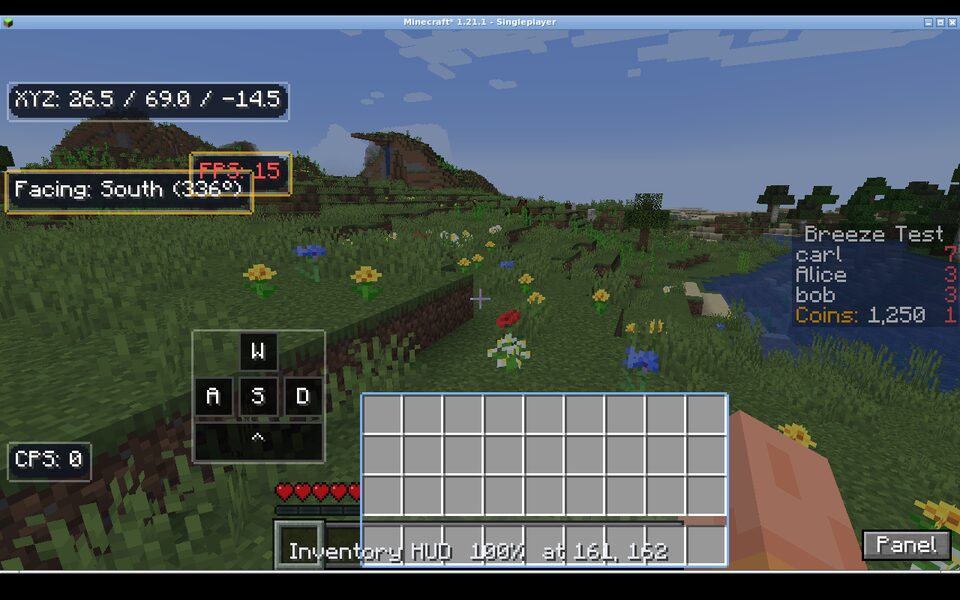 Minecraft* 1.21.1 - Singleplayer
XYZ: 26.5 / 69.0 / -14.5
FPS: 15
Facing: South (336°)
Breeze Test
carl 7
Alice 3
bob 3
Coins: 1,250 1
W
A S D
^
CPS: 0
Inventory HUD 100% at 161, 162
Panel